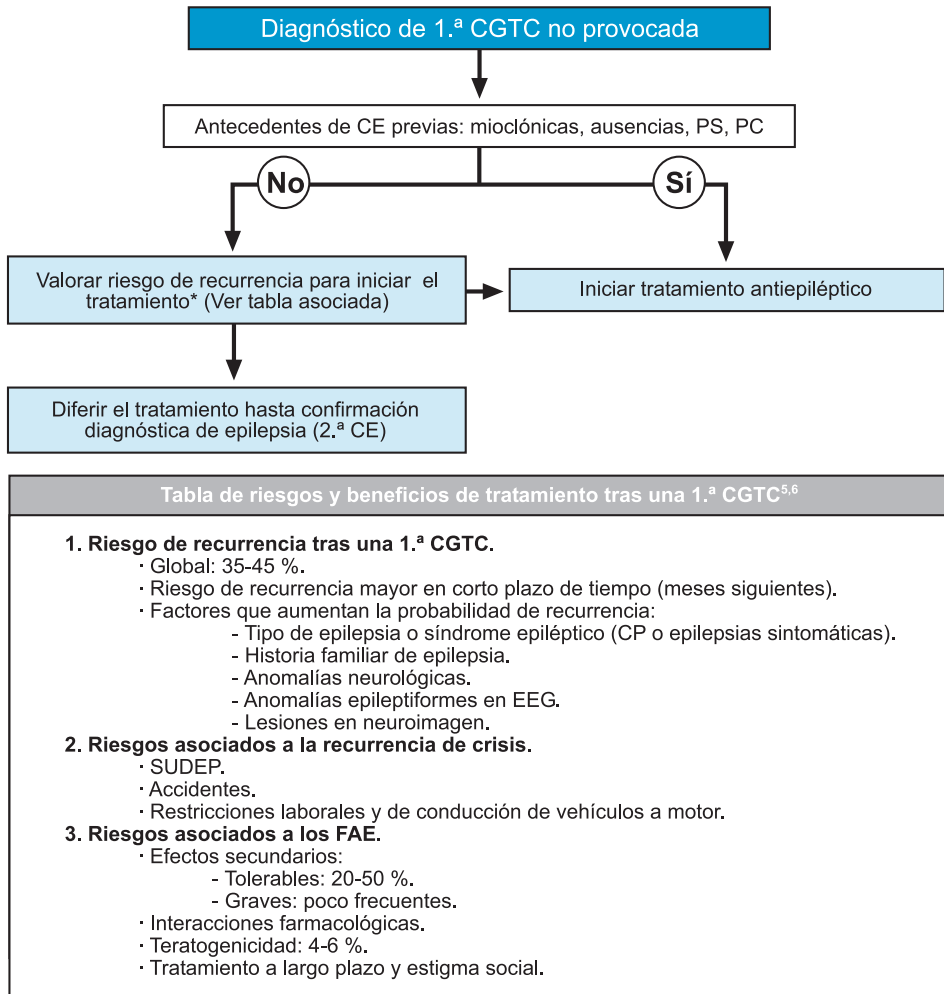 Diagnóstico de 1.ª CGTC no provocada
Antecedentes de CE previas: mioclónicas, ausencias, PS, PC
No
Sí
Valorar riesgo de recurrencia para iniciar el
tratamiento* (Ver tabla asociada)
Iniciar tratamiento antiepiléptico
Diferir el tratamiento hasta confirmación
diagnóstica de epilepsia (2.ª CE)
Tabla de riesgos y beneficios de tratamiento tras una 1.ª CGTC5,6
1. Riesgo de recurrencia tras una 1.ª CGTC.
· Global: 35-45 %.
· Riesgo de recurrencia mayor en corto plazo de tiempo (meses siguientes).
· Factores que aumentan la probabilidad de recurrencia:
- Tipo de epilepsia o síndrome epiléptico (CP o epilepsias sintomáticas).
- Historia familiar de epilepsia.
- Anomalías neurológicas.
- Anomalías epileptiformes en EEG.
- Lesiones en neuroimagen.
2. Riesgos asociados a la recurrencia de crisis.
· SUDEP.
· Accidentes.
· Restricciones laborales y de conducción de vehículos a motor.
3. Riesgos asociados a los FAE.
· Efectos secundarios:
- Tolerables: 20-50 %.
- Graves: poco frecuentes.
· Interacciones farmacológicas.
· Teratogenicidad: 4-6 %.
· Tratamiento a largo plazo y estigma social.